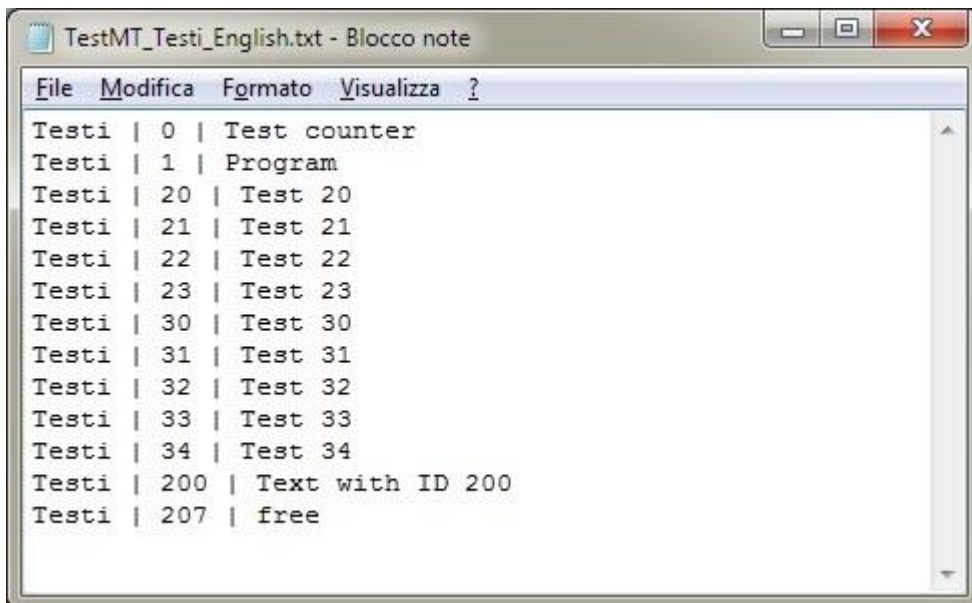 TestMT_Testi_English.txt - Blocco note
File Modifica Formato Visualizza ?
Testi | 0 | Test counter
Testi | 1 | Program
Testi | 20 | Test 20
Testi | 21 | Test 21
Testi | 22 | Test 22
Testi | 23 | Test 23
Testi | 30 | Test 30
Testi | 31 | Test 31
Testi | 32 | Test 32
Testi | 33 | Test 33
Testi | 34 | Test 34
Testi | 200 | Text with ID 200
Testi | 207 | free